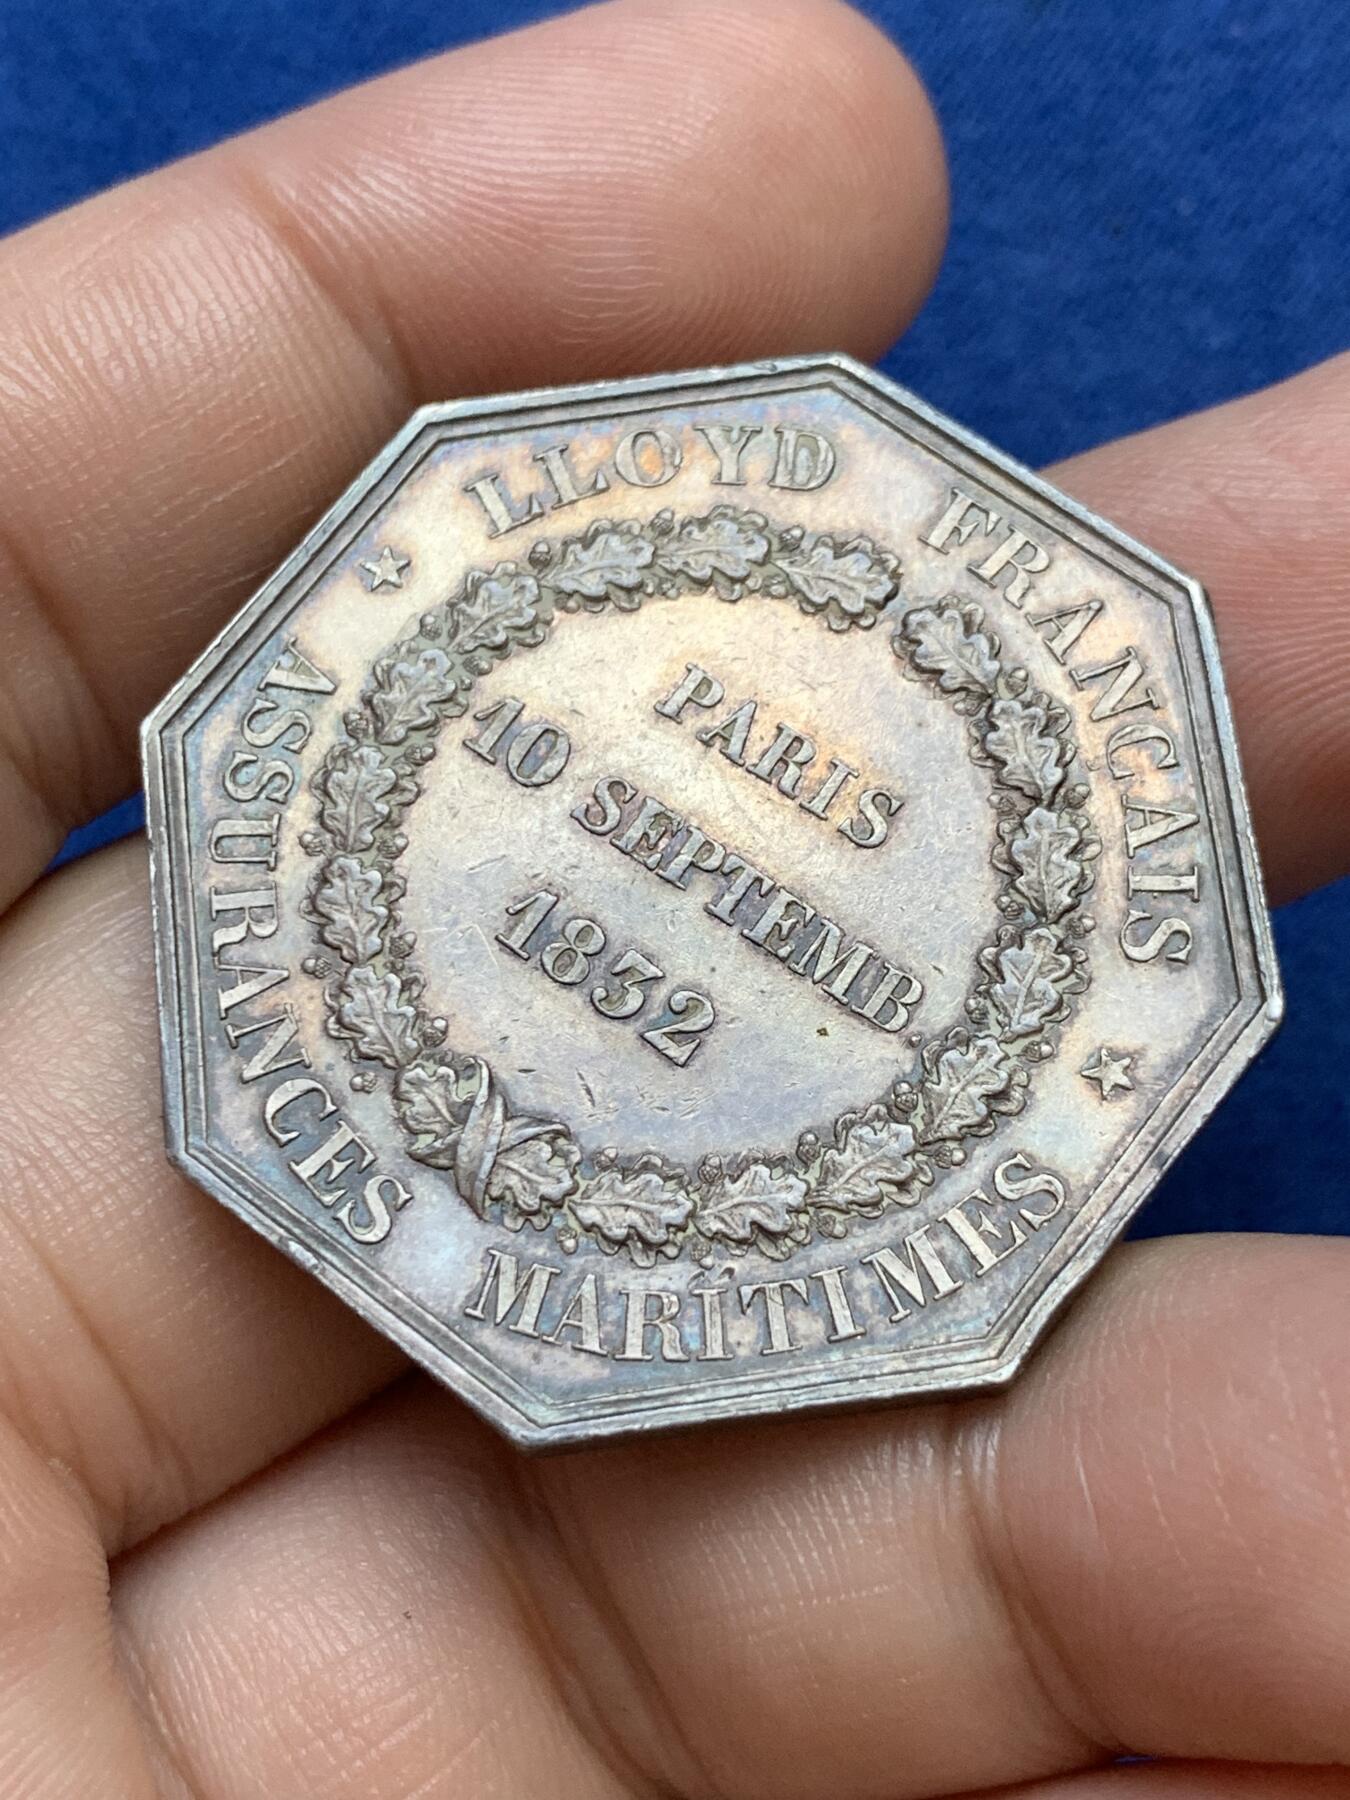 ★ LLOYD FRANCAIS ★
ASSURANCES MARITIMES
PARIS
10 SEPTEMB
1832